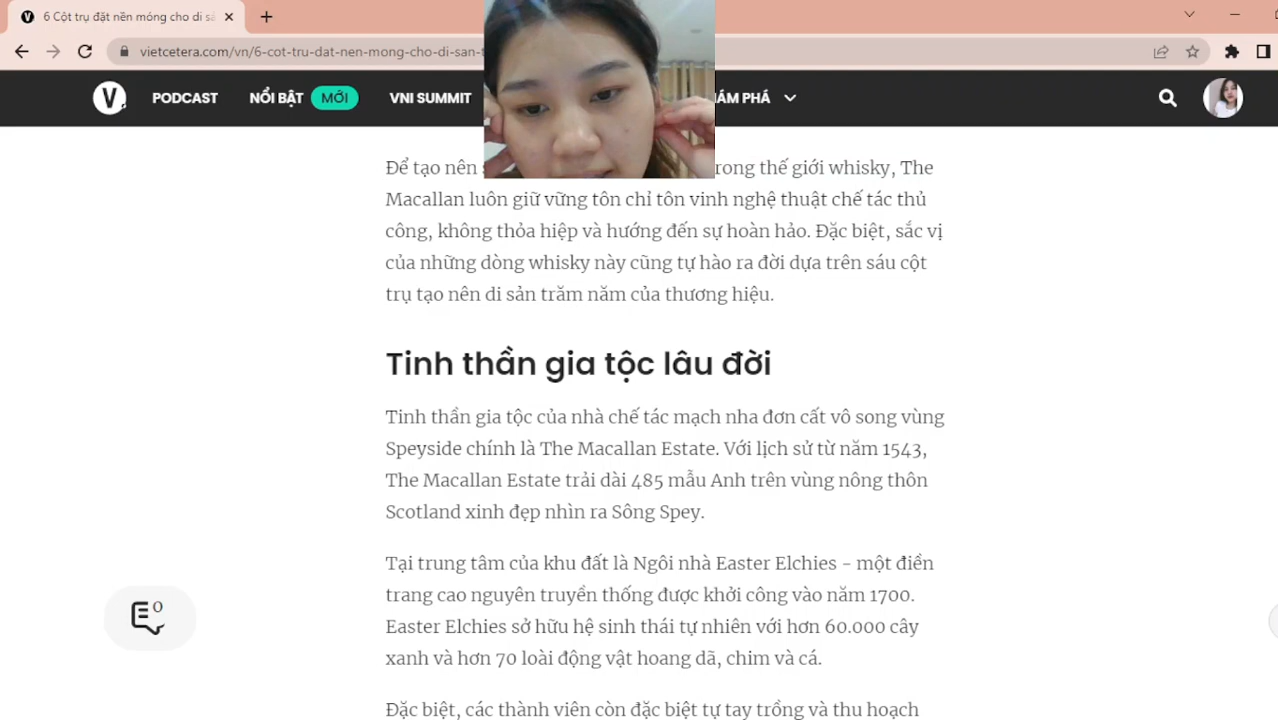 6 Cột trụ đặt nền móng cho di sả
vietcetera.com/vn/6-cot-tru-dat-nen-mong-cho-di-san-t
V. PODCAST NỔI BẬT MỚI VNI SUMMIT ÁM PHÁ
Để tạo nên rong thế giới whisky, The
Macallan luôn giữ vững tôn chỉ tôn vinh nghệ thuật chế tác thủ
công, không thỏa hiệp và hướng đến sự hoàn hảo. Đặc biệt, sắc vị
của những dòng whisky này cũng tự hào ra đời dựa trên sáu cột
trụ tạo nên di sản trăm năm của thương hiệu.
Tinh thần gia tộc lâu đời
Tinh thần gia tộc của nhà chế tác mạch nha đơn cất vô song vùng
Speyside chính là The Macallan Estate. Với lịch sử từ năm 1543,
The Macallan Estate trải dài 485 mẫu Anh trên vùng nông thôn
Scotland xinh đẹp nhìn ra Sông Spey.
Tại trung tâm của khu đất là Ngôi nhà Easter Elchies - một điền
trang cao nguyên truyền thống được khởi công vào năm 1700.
Easter Elchies sở hữu hệ sinh thái tự nhiên với hơn 60.000 cây
xanh và hơn 70 loài động vật hoang dã, chim và cá.
Đặc biệt, các thành viên còn đặc biệt tự tay trồng và thu hoạch
0